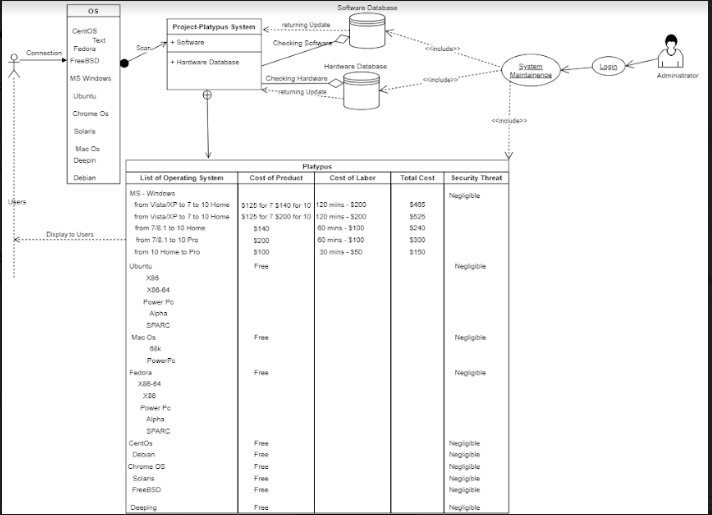 Software Database
OS
CentOS
Text
Fedora
FreeBSD
MS Windows
Ubuntu
Chrome Os
Solaris
Mac Os
Deepin
Debian
Connection
Users
Scan
Project-Platypus System
+ Software
+ Hardware Database
returning Update
Checking Software
Hardware Database
Checking Hardware
returning Update
<<include>>
<<include>>
<<include>>
System
Maintainence
Login
Administrator
Display to Users
Platypus
List of Operating System Cost of Product Cost of Labor Total Cost Security Threat
MS - Windows Negligible
from Vista/XP to 7 to 10 Home $125 for 7 $140 for 10 120 mins - $200 $465
from Vista/XP to 7 to 10 Home $125 for 7 $200 for 10 120 mins - $200 $525
from 7/8.1 to 10 Home $140 60 mins - $100 $240
from 7/8.1 to 10 Pro $200 60 mins - $100 $300
from 10 Home to Pro $100 30 mins - $50 $150
Ubuntu Free Negligible
X86
X86-64
Power Pc
Alpha
SPARC
Mac Os Free Negligible
68k
PowerPc
Fedora Free Negligible
X86-64
X86
Power Pc
Alpha
SPARC
CentOs Free Negligible
Debian Free Negligible
Chrome OS Free Negligible
Solaris Free Negligible
FreeBSD Free Negligible
Deeping Free Negligible